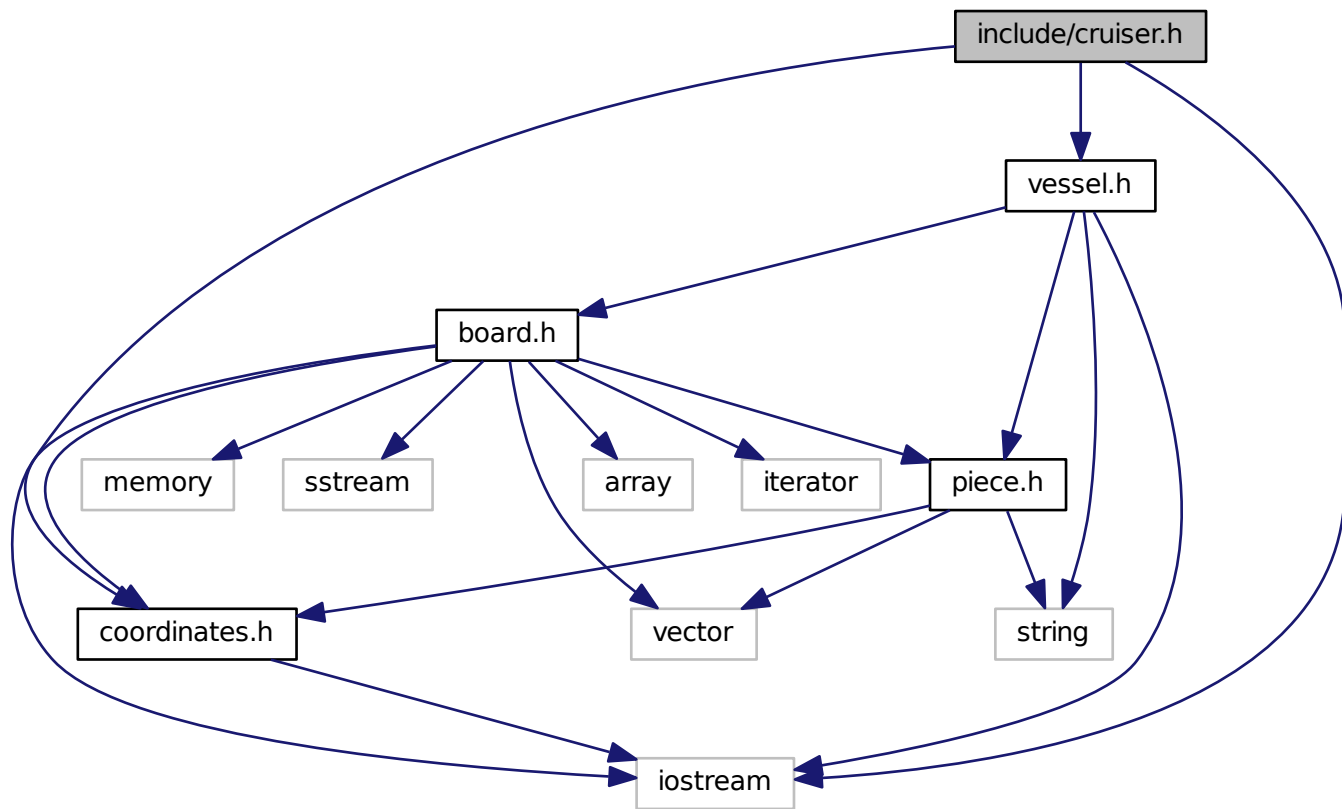 include/cruiser.h
vessel.h
board.h
memory
sstream
array
iterator
piece.h
coordinates.h
vector
string
iostream